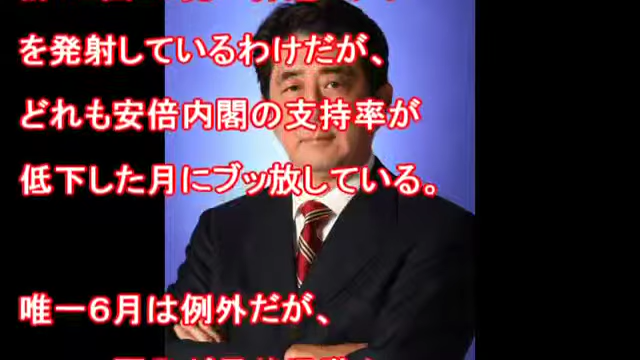 を発射しているわけだが、
どれも安倍内閣の支持率が
低下した月にブッ放している。
唯一6月は例外だが、